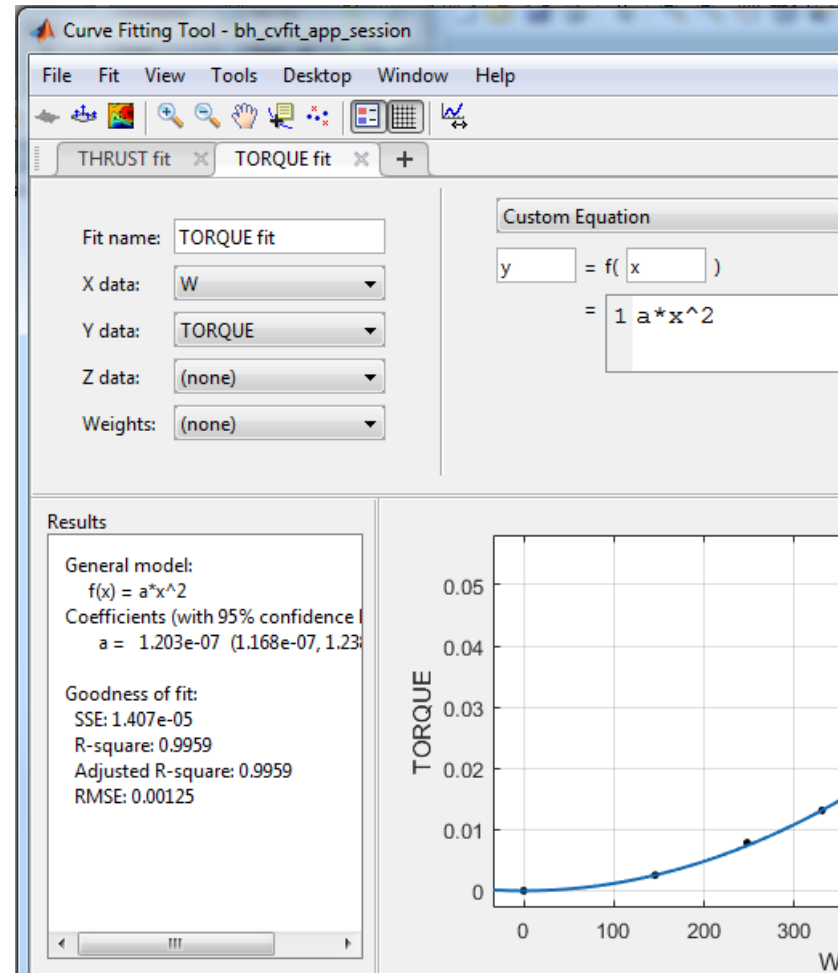 Curve Fitting Tool - bh_cvfit_app_session
File Fit View Tools Desktop Window Help
THRUST fit TORQUE fit
Fit name: TORQUE fit
X data: W
Y data: TORQUE
Z data: (none)
Weights: (none)
Custom Equation
y = f( x )
= 1 a*x^2
Results
General model:
f(x) = a*x^2
Coefficients (with 95% confidence
a = 1.203e-07 (1.168e-07, 1.238
Goodness of fit:
SSE: 1.407e-05
R-square: 0.9959
Adjusted R-square: 0.9959
RMSE: 0.00125
TORQUE
0.05
0.04
0.03
0.02
0.01
0
0 100 200 300
W